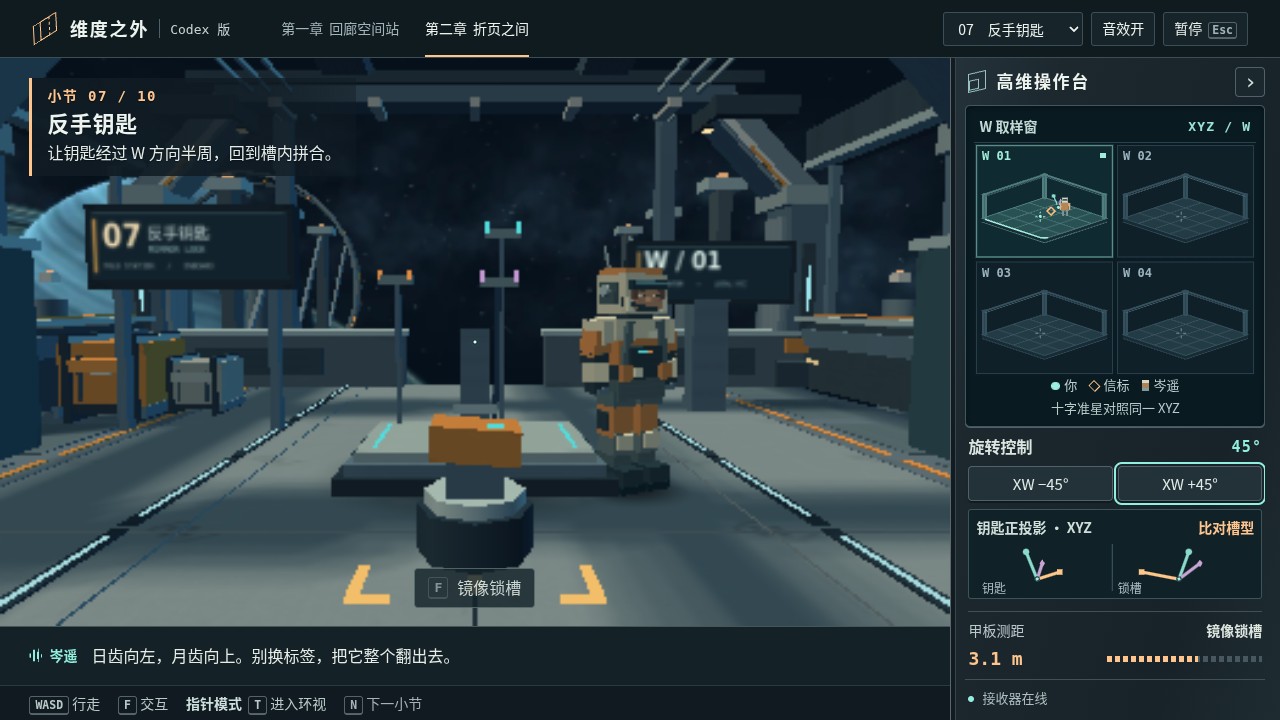 维度之外
Codex 版
第一章 回廊空间站
第二章 折页之间
07 反手钥匙
音效开
暂停 Esc
小节 07 / 10
反手钥匙
让钥匙经过 W 方向半周，回到槽内拼合。
07 反手钥匙
W / 01
F 镜像锁槽
高维操作台
W 取样窗
XYZ / W
W 01
W 02
W 03
W 04
你
信标
岑遥
十字准星对照同一 XYZ
旋转控制
45°
XW −45°
XW +45°
钥匙正投影 · XYZ
比对槽型
钥匙
锁槽
甲板测距
镜像锁槽
3.1 m
接收器在线
岑遥 日齿向左，月齿向上。别换标签，把它整个翻出去。
WASD 行走
F 交互
指针模式 T 进入环视
N 下一小节